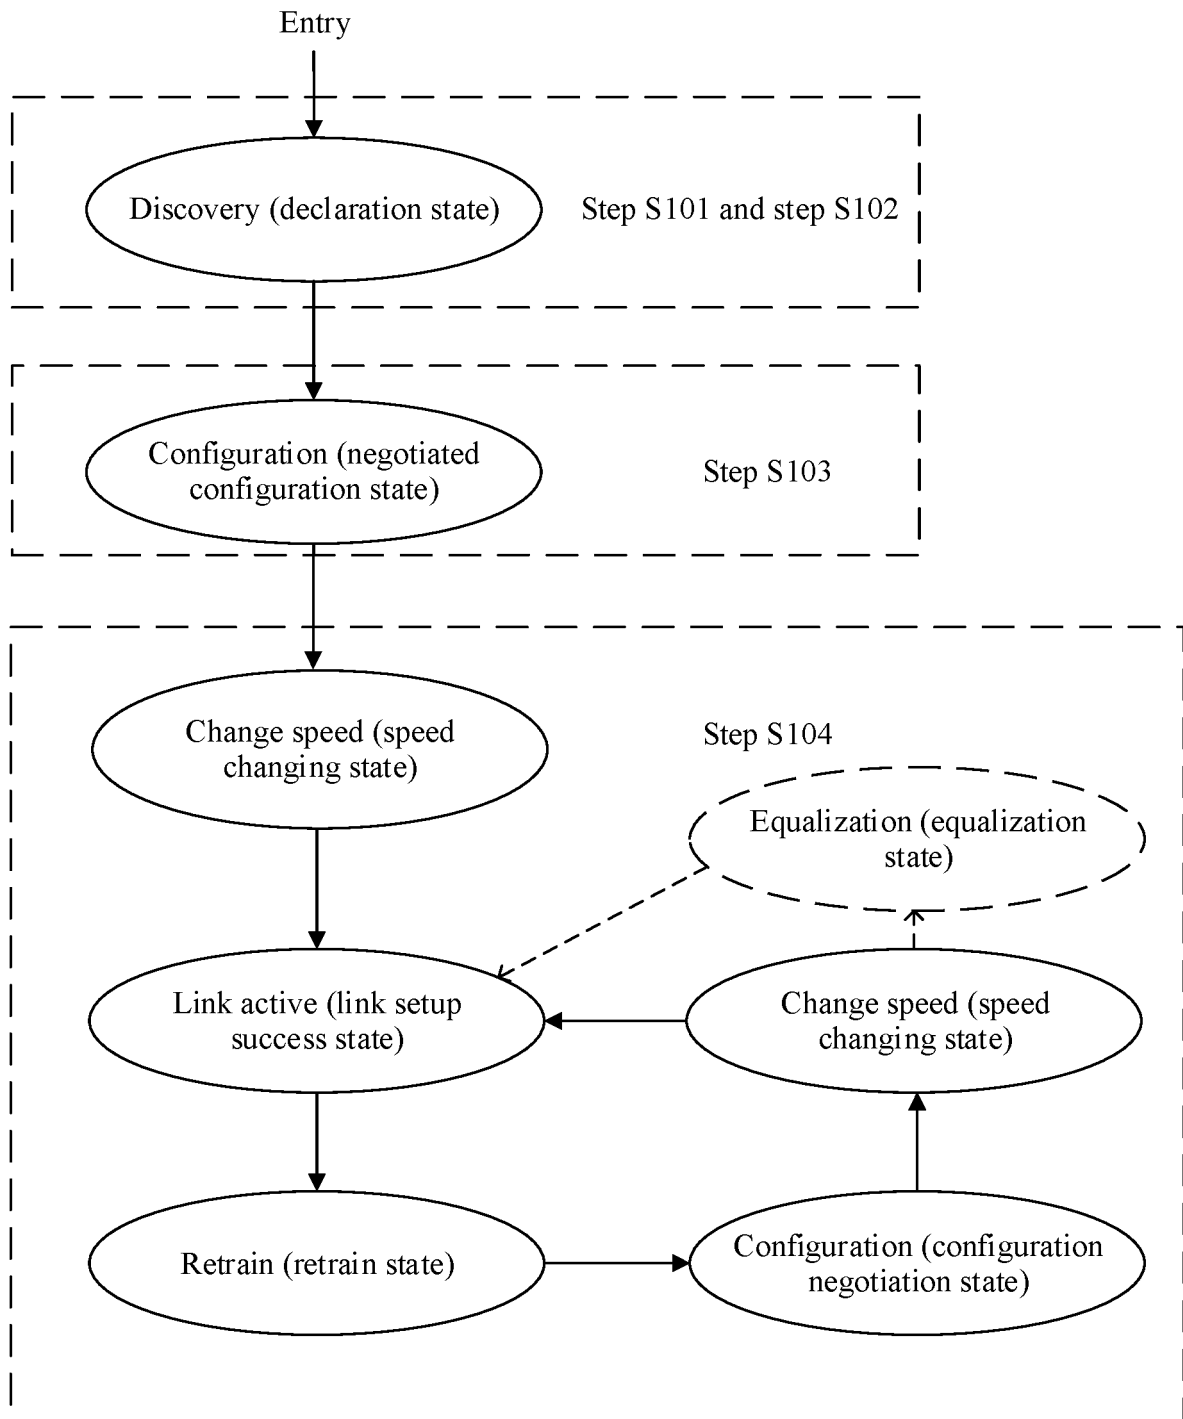 Entry
Discovery (declaration state)
Step S101 and step S102
Configuration (negotiated
configuration state)
Step S103
Change speed (speed
changing state)
Step S104
Equalization (equalization
state)
Link active (link setup
success state)
Change speed (speed
changing state)
Retrain (retrain state)
Configuration (configuration
negotiation state)